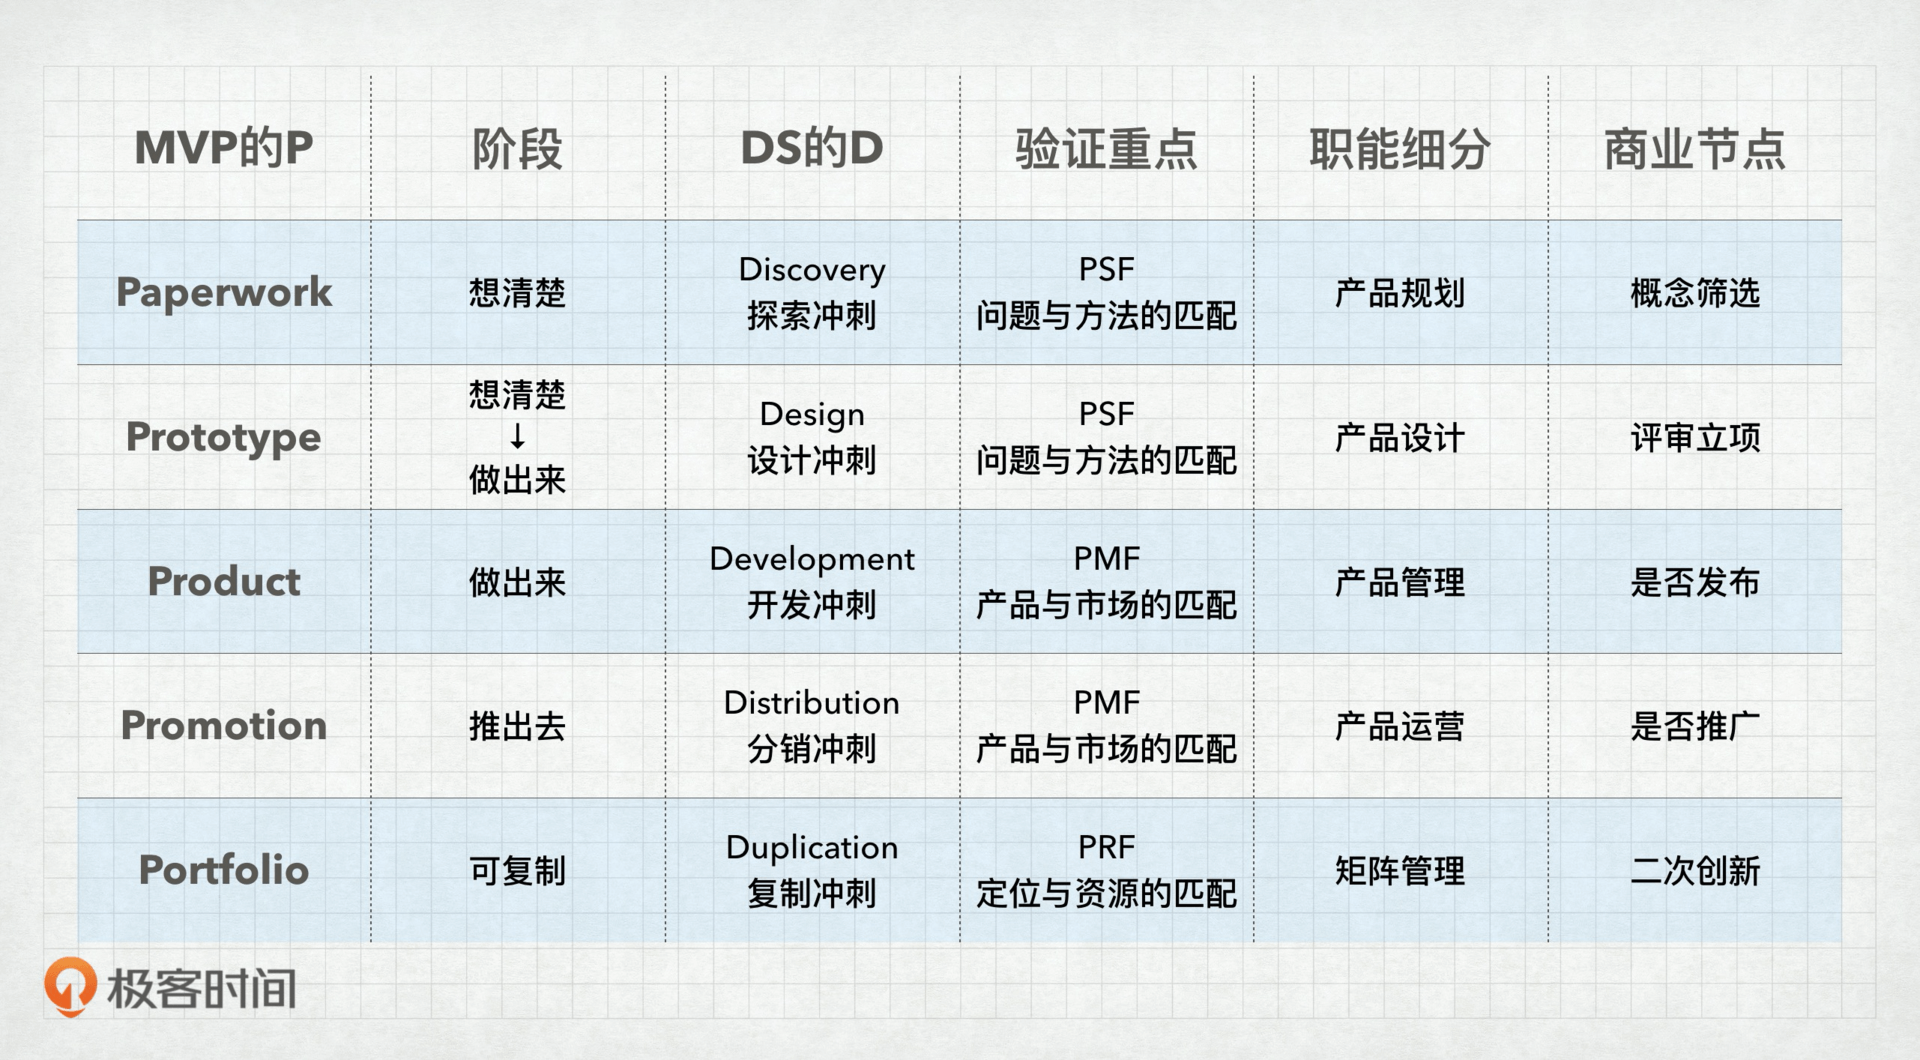 MVP的P 阶段 DS的D 验证重点 职能细分 商业节点
Paperwork 想清楚 Discovery 探索冲刺 PSF 问题与方法的匹配 产品规划 概念筛选
Prototype 想清楚 ↓ 做出来 Design 设计冲刺 PSF 问题与方法的匹配 产品设计 评审立项
Product 做出来 Development 开发冲刺 PMF 产品与市场的匹配 产品管理 是否发布
Promotion 推出去 Distribution 分销冲刺 PMF 产品与市场的匹配 产品运营 是否推广
Portfolio 可复制 Duplication 复制冲刺 PRF 定位与资源的匹配 矩阵管理 二次创新
极客时间